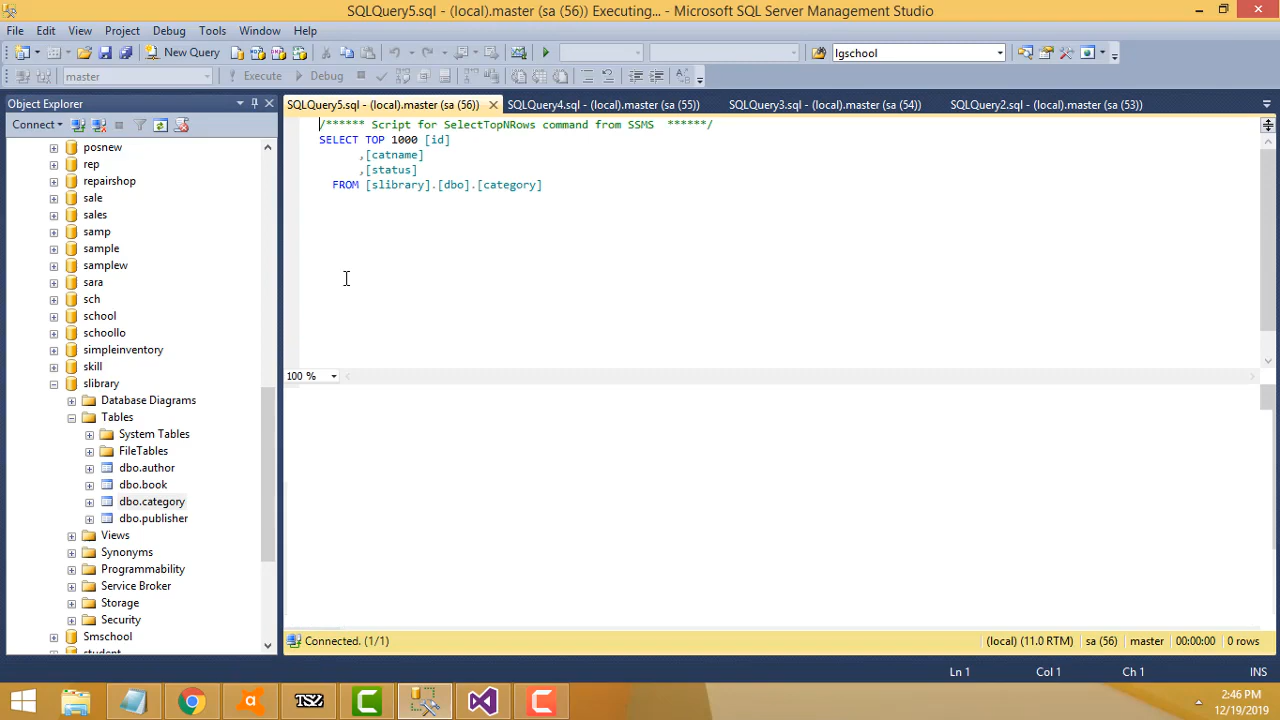 SQLQuery5.sql - (local).master (sa (56)) Executing... - Microsoft SQL Server Management Studio
File Edit View Project Debug Tools Window Help
New Query lgschool
master Execute Debug
Object Explorer
SQLQuery5.sql - (local).master (sa (56)) SQLQuery4.sql - (local).master (sa (55)) SQLQuery3.sql - (local).master (sa (54)) SQLQuery2.sql - (local).master (sa (53))
Connect
posnew
rep
repairshop
sale
sales
samp
sample
samplew
sara
sch
school
schoollo
simpleinventory
skill
slibrary
Database Diagrams
Tables
System Tables
FileTables
dbo.author
dbo.book
dbo.category
dbo.publisher
Views
Synonyms
Programmability
Service Broker
Storage
Security
Smschool
student
/****** Script for SelectTopNRows command from SSMS ******/
SELECT TOP 1000 [id]
,[catname]
,[status]
FROM [slibrary].[dbo].[category]
100 %
Connected. (1/1) (local) (11.0 RTM) sa (56) master 00:00:00 0 rows
Ln 1 Col 1 Ch 1 INS
TSZ
2:46 PM
12/19/2019